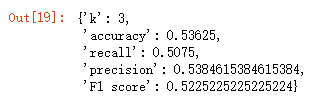 Out[19]: {'k': 3,
'accuracy': 0.53625,
'recall': 0.5075,
'precision': 0.5384615384615384,
'F1 score': 0.5225225225225224}